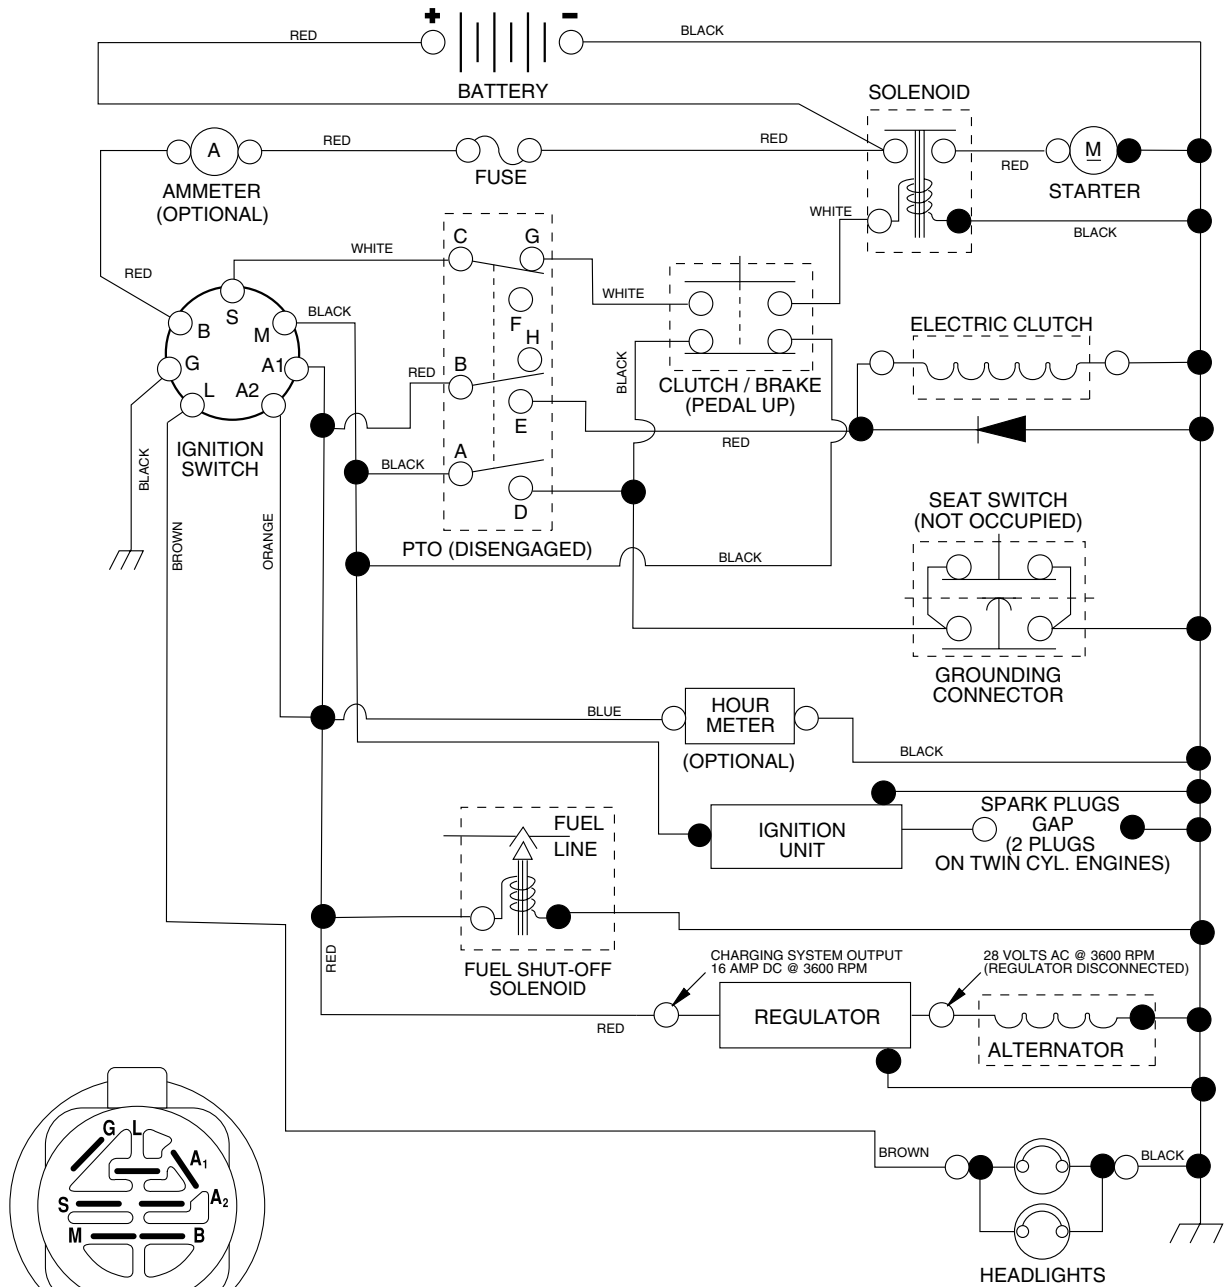 + −
RED
BLACK
BATTERY
SOLENOID
A
RED
RED
RED
M
AMMETER
(OPTIONAL)
FUSE
STARTER
WHITE
BLACK
C
G
WHITE
RED
S
BLACK
WHITE
B
M
F
ELECTRIC CLUTCH
G
A1
H
B
RED
BLACK
CLUTCH / BRAKE
(PEDAL UP)
L
A2
E
RED
IGNITION
SWITCH
A
BLACK
D
BLACK
SEAT SWITCH
(NOT OCCUPIED)
BROWN
ORANGE
PTO (DISENGAGED)
BLACK
GROUNDING
CONNECTOR
BLUE
HOUR
METER
(OPTIONAL)
BLACK
SPARK PLUGS
GAP
(2 PLUGS
ON TWIN CYL. ENGINES)
IGNITION
UNIT
FUEL
LINE
RED
FUEL SHUT-OFF
SOLENOID
CHARGING SYSTEM OUTPUT
16 AMP DC @ 3600 RPM
28 VOLTS AC @ 3600 RPM
(REGULATOR DISCONNECTED)
RED
REGULATOR
ALTERNATOR
G L
A1
A2
S
M
B
BROWN
BLACK
HEADLIGHTS